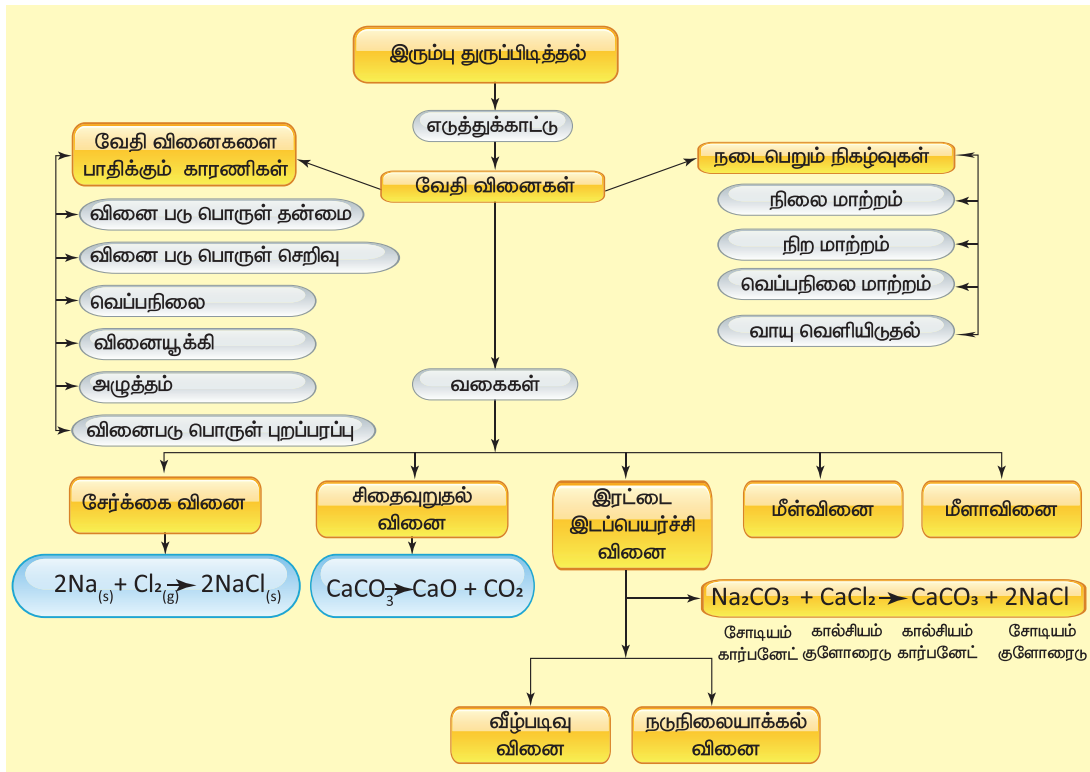 இரும்பு துருப்பிடித்தல்
எடுத்துக்காட்டு
வேதி வினைகள்
வேதி வினைகளை
பாதிக்கும் காரணிகள்
வினை படு பொருள் தன்மை
வினை படு பொருள் செறிவு
வெப்பநிலை
வினையூக்கி
அழுத்தம்
வினைபடு பொருள் புறப்பரப்பு
நடைபெறும் நிகழ்வுகள்
நிலை மாற்றம்
நிற மாற்றம்
வெப்பநிலை மாற்றம்
வாயு வெளியிடுதல்
வகைகள்
சேர்க்கை வினை
2Na(s) + Cl₂(g) → 2NaCl(s)
சிதைவுறுதல்
வினை
CaCO₃ → CaO + CO₂
இரட்டை
இடப்பெயர்ச்சி
வினை
மீள்வினை
மீளாவினை
Na₂CO₃ + CaCl₂ → CaCO₃ + 2NaCl
சோடியம் கால்சியம் கால்சியம் சோடியம்
கார்பனேட் குளோரைடு கார்பனேட் குளோரைடு
வீழ்படிவு
வினை
நடுநிலையாக்கல்
வினை